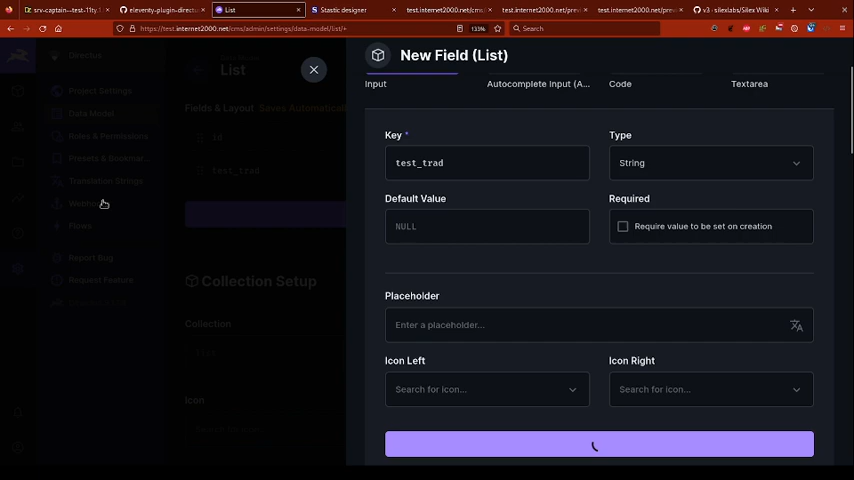 srv-captain--test-11ty.1
eleventy-plugin-direct
List
Stastic designer
test.internet2000.net/cm
test.internet2000.net/pre
test.internet2000.net/pre
v3 · silexlabs/Silex Wiki
https://test.internet2000.net/cms/admin/settings/data-model/list/+
133%
Search
Directus
Project Settings
Data Model
Roles & Permissions
Presets & Bookmar...
Translation Strings
Flows
Report Bug
Request Feature
List
Fields & Layout Saves Automatically
id
test_trad
Collection Setup
Collection
Icon
New Field (List)
Input
Autocomplete Input (A...
Code
Textarea
Key *
Type
test_trad
String
Default Value
Required
NULL
Require value to be set on creation
Placeholder
Enter a placeholder...
Icon Left
Icon Right
Search for icon...
Search for icon...